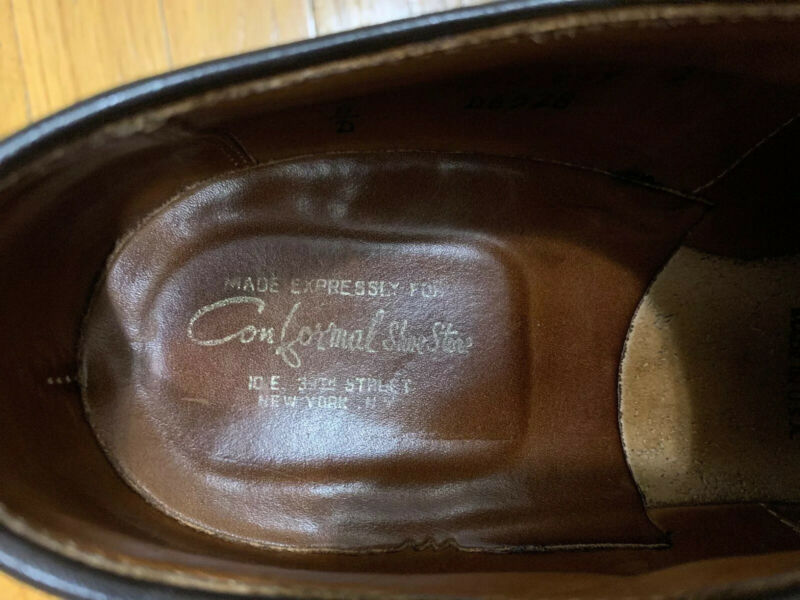 MADE EXPRESSLY FOR
Conformal Shoe Store
10 E. 39TH STREET
NEW YORK, N.Y.